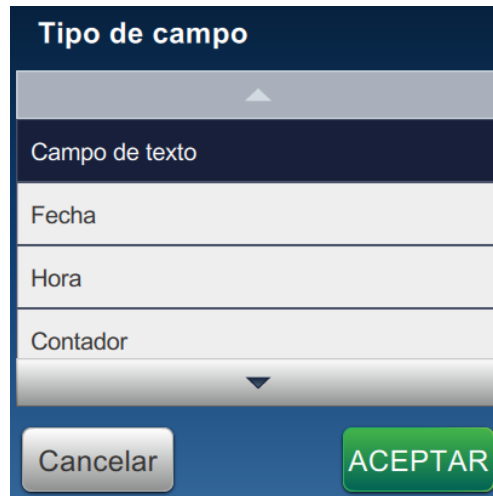 Tipo de campo
Campo de texto
Fecha
Hora
Contador
Cancelar
ACEPTAR